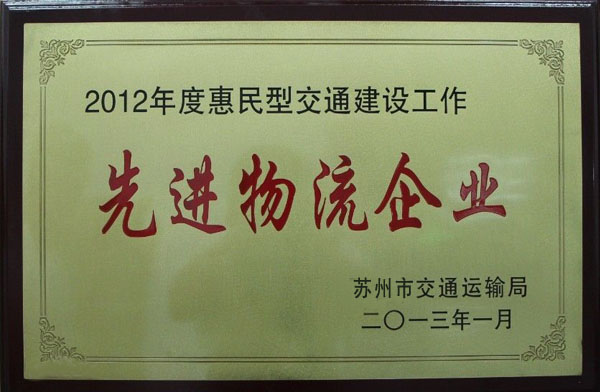 2012年度惠民型交通建设工作
先进物流企业
苏州市交通运输局
二〇一三年一月